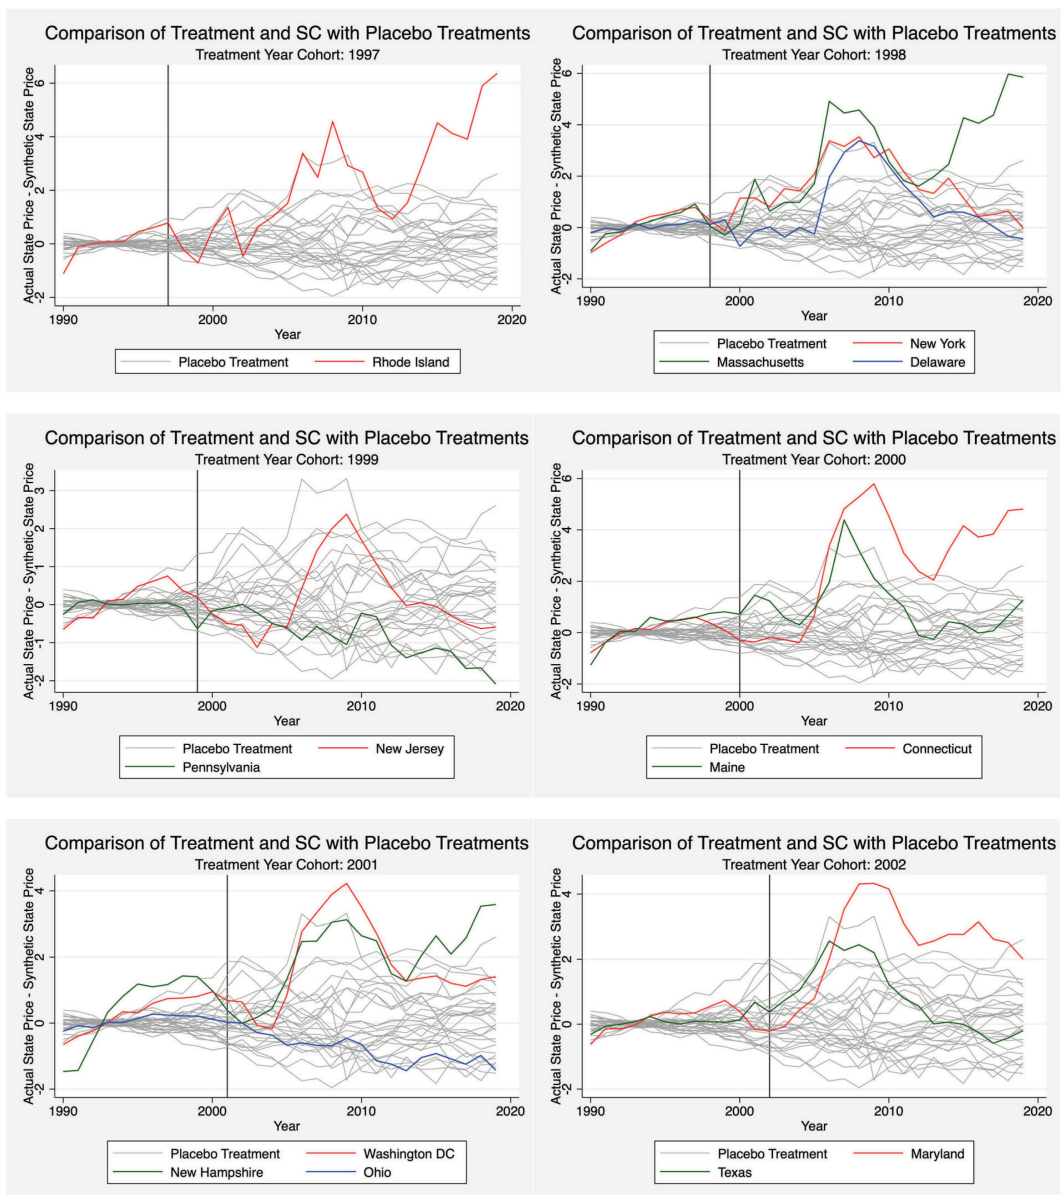 Comparison of Treatment and SC with Placebo Treatments
Treatment Year Cohort: 1997
Actual State Price - Synthetic State Price
6
4
2
0
-2
1990 2000 2010 2020
Year
Placebo Treatment Rhode Island
Comparison of Treatment and SC with Placebo Treatments
Treatment Year Cohort: 1998
Actual State Price - Synthetic State Price
6
4
2
0
-2
1990 2000 2010 2020
Year
Placebo Treatment New York
Massachusetts Delaware
Comparison of Treatment and SC with Placebo Treatments
Treatment Year Cohort: 1999
Actual State Price - Synthetic State Price
3
2
1
0
-1
-2
1990 2000 2010 2020
Year
Placebo Treatment New Jersey
Pennsylvania
Comparison of Treatment and SC with Placebo Treatments
Treatment Year Cohort: 2000
Actual State Price - Synthetic State Price
6
4
2
0
-2
1990 2000 2010 2020
Year
Placebo Treatment Connecticut
Maine
Comparison of Treatment and SC with Placebo Treatments
Treatment Year Cohort: 2001
Actual State Price - Synthetic State Price
4
2
0
-2
1990 2000 2010 2020
Year
Placebo Treatment Washington DC
New Hampshire Ohio
Comparison of Treatment and SC with Placebo Treatments
Treatment Year Cohort: 2002
Actual State Price - Synthetic State Price
4
2
0
-2
1990 2000 2010 2020
Year
Placebo Treatment Maryland
Texas